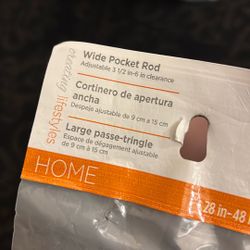 Wide Pocket Rod
Adjustable 3 1/2 in-6 in clearance
Cortinero de apertura
ancha
Despeje ajustable de 9 cm a 15 cm
Large passe-tringle
Espace de dégagement ajustable
de 9 cm à 15 cm
creating lifestyles
HOME
28 in-48